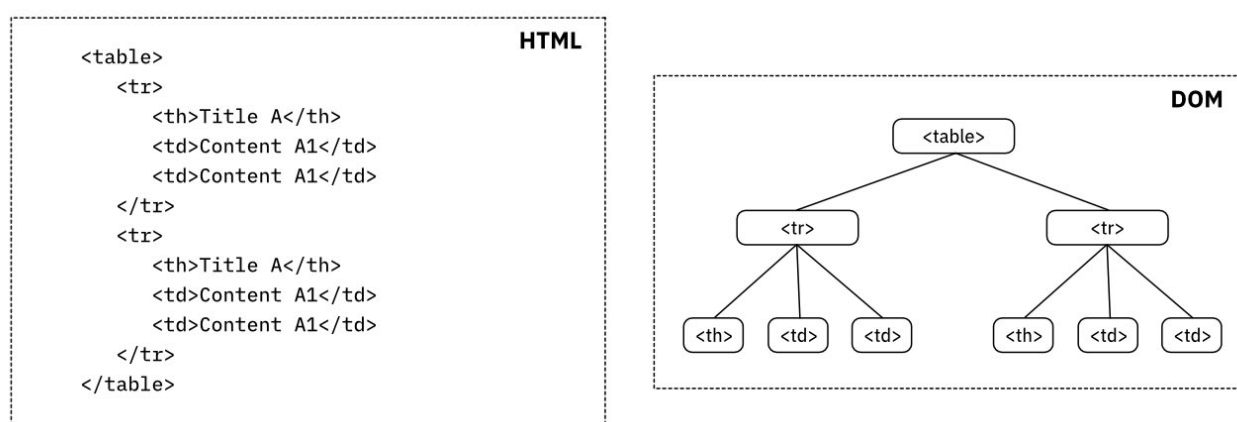 HTML
<table>
<tr>
<th>Title A</th>
<td>Content A1</td>
<td>Content A1</td>
</tr>
<tr>
<th>Title A</th>
<td>Content A1</td>
<td>Content A1</td>
</tr>
</table>
DOM
<table>
<tr> <tr>
<th> <td> <td> <th> <td> <td>